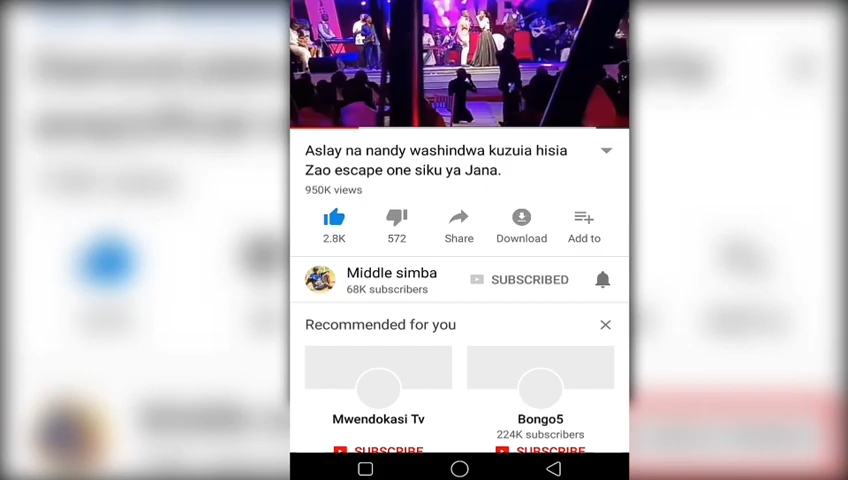 Aslay na nandy washindwa kuzuia hisia
Zao escape one siku ya Jana.
950K views
2.8K
572
Share
Download
Add to
Middle simba
68K subscribers
SUBSCRIBED
Recommended for you
Mwendokasi Tv
Bongo5
224K subscribers
SUBSCRIBE
SUBSCRIBE